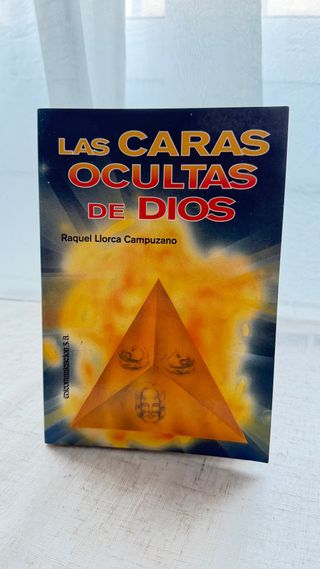 LAS CARAS
OCULTAS
DE DIOS
Raquel Llorca Campuzano